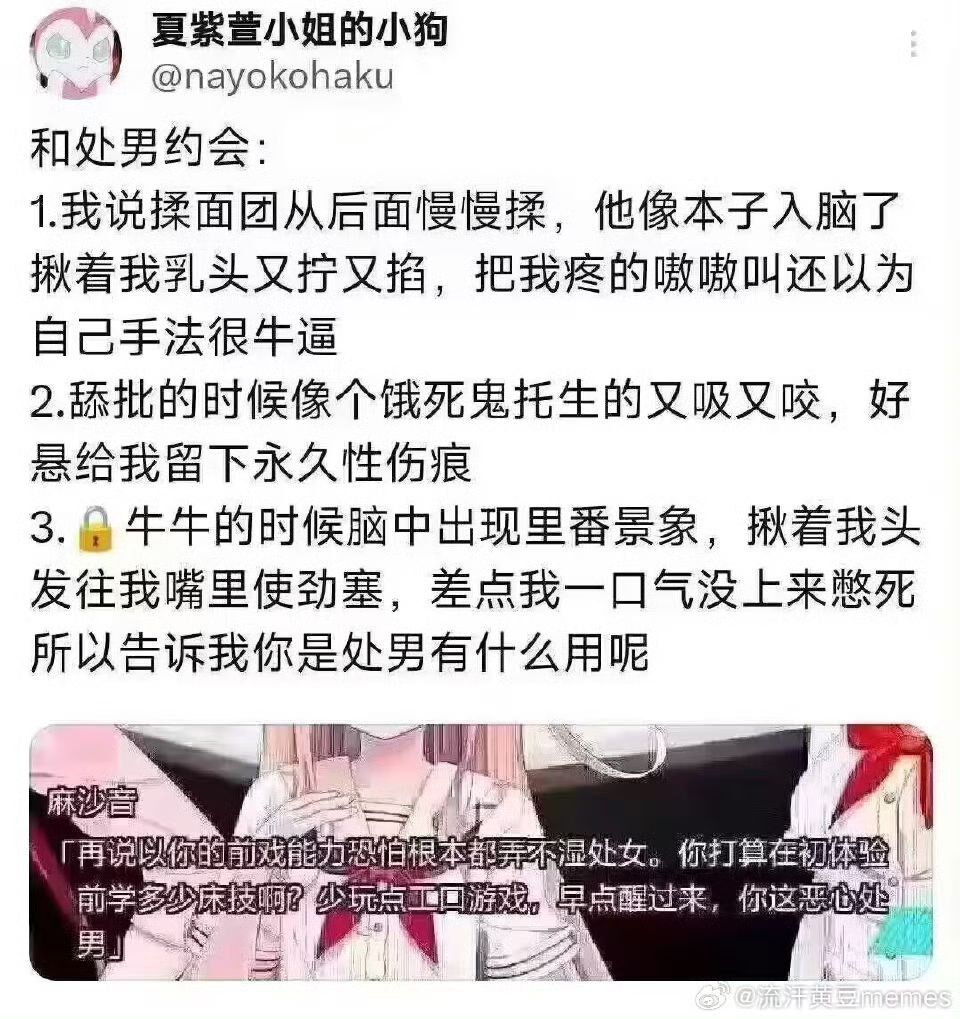 夏紫萱小姐的小狗
@nayokohaku
和处男约会：
1.我说揉面团从后面慢慢揉，他像本子入脑了
揪着我乳头又拧又掐，把我疼的嗷嗷叫还以为
自己手法很牛逼
2.舔批的时候像个饿死鬼托生的又吸又咬，好
悬给我留下永久性伤痕
3.🔒牛牛的时候脑中出现里番景象，揪着我头
发往我嘴里使劲塞，差点我一口气没上来憋死
所以告诉我你是处男有什么用呢
麻沙音
「再说以你的前戏能力恐怕根本都弄不湿处女。你打算在初体验
前学多少床技啊？少玩点工口游戏，早点醒过来，你这恶心处
男」
@流汗黄豆memes